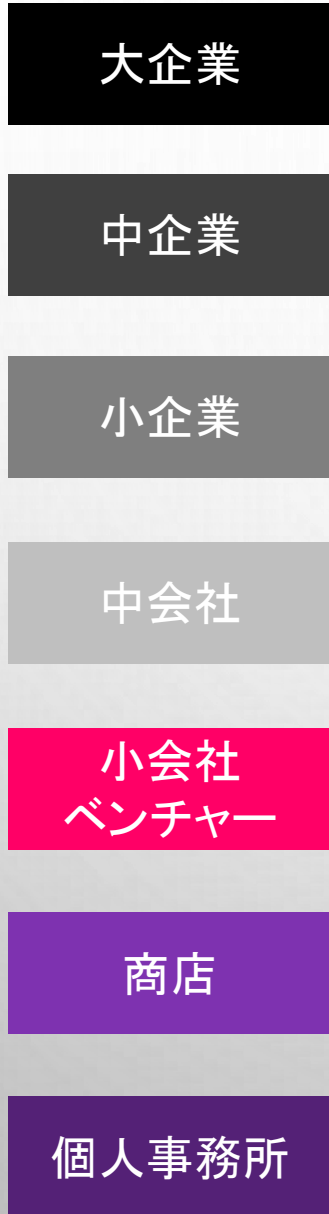 大企業
中企業
小企業
中会社
小会社
ベンチャー
商店
個人事務所